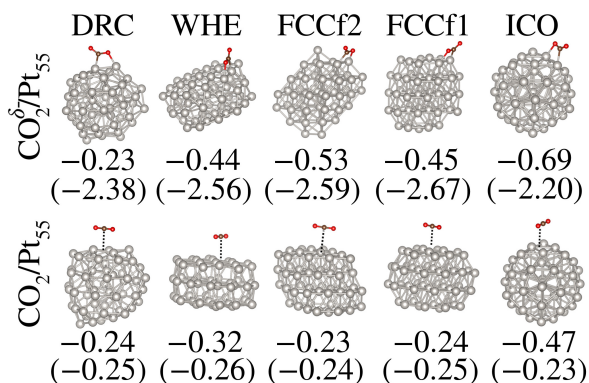 DRC WHE FCCf2 FCCf1 ICO
CO₂^δ⁻/Pt₅₅
−0.23 −0.44 −0.53 −0.45 −0.69
(−2.38) (−2.56) (−2.59) (−2.67) (−2.20)
CO₂/Pt₅₅
−0.24 −0.32 −0.23 −0.24 −0.47
(−0.25) (−0.26) (−0.24) (−0.25) (−0.23)